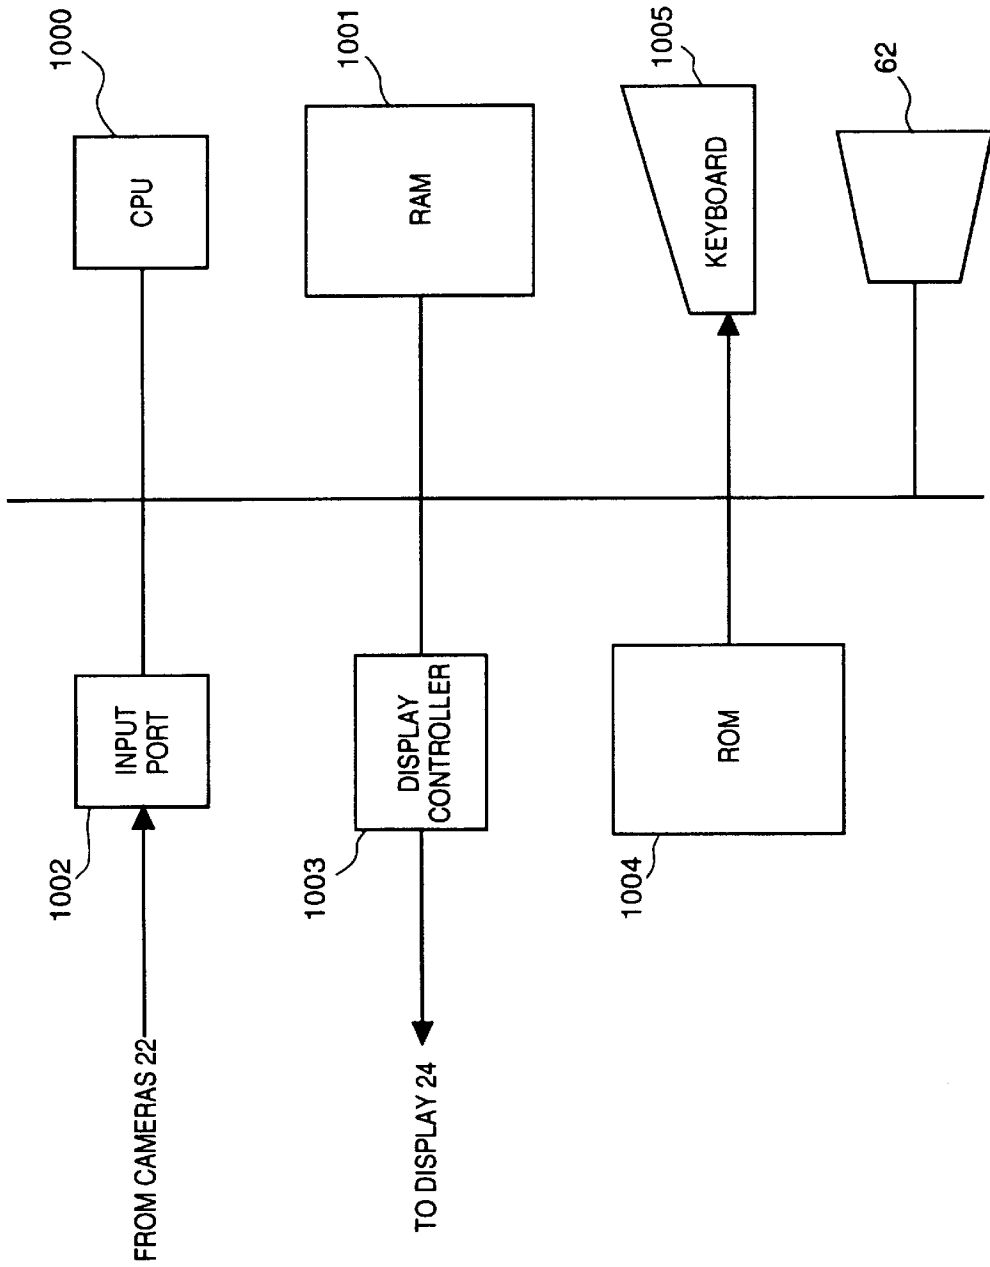 1000
CPU
1001
RAM
1005
KEYBOARD
62
1002
INPUT
PORT
1003
DISPLAY
CONTROLLER
1004
ROM
FROM CAMERAS 22
TO DISPLAY 24